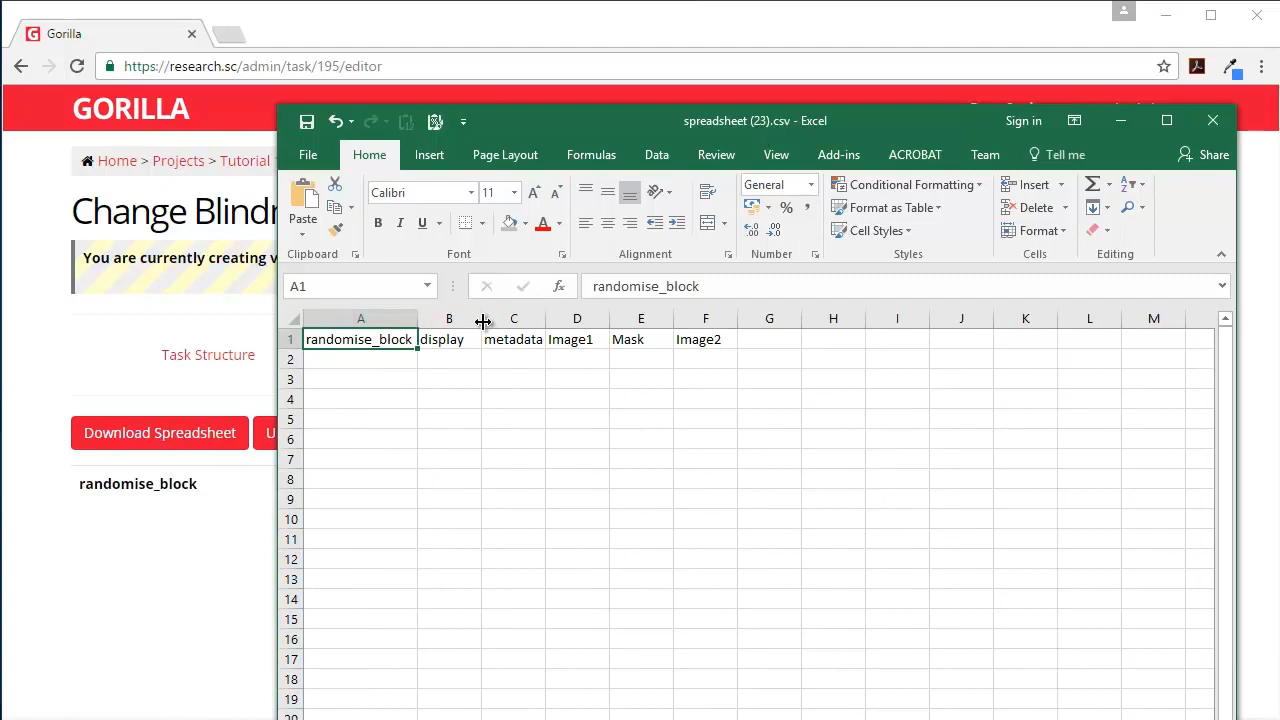 Gorilla
https://research.sc/admin/task/195/editor
GORILLA
Home > Projects > Tutorial
Change Blindn
You are currently creating v
Task Structure
Download Spreadsheet
U
randomise_block
spreadsheet (23).csv - Excel
Sign in
File Home Insert Page Layout Formulas Data Review View Add-ins ACROBAT Team Tell me Share
Paste
Clipboard
Calibri 11
B I U
Font
Alignment
General
%
Number
Conditional Formatting
Format as Table
Cell Styles
Styles
Insert
Delete
Format
Cells
Editing
A1
fx
randomise_block
A B C D E F G H I J K L M
1 randomise_block display metadata Image1 Mask Image2
2
3
4
5
6
7
8
9
10
11
12
13
14
15
16
17
18
19